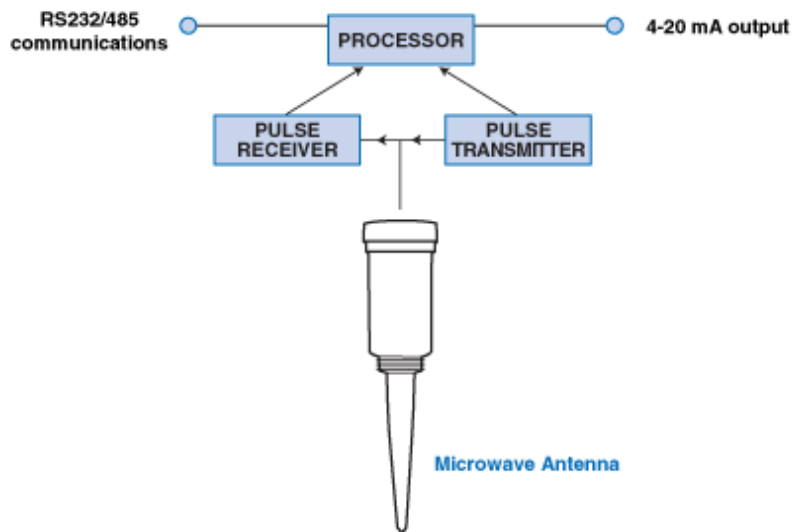 RS232/485
communications
PROCESSOR
4-20 mA output
PULSE
RECEIVER
PULSE
TRANSMITTER
Microwave Antenna